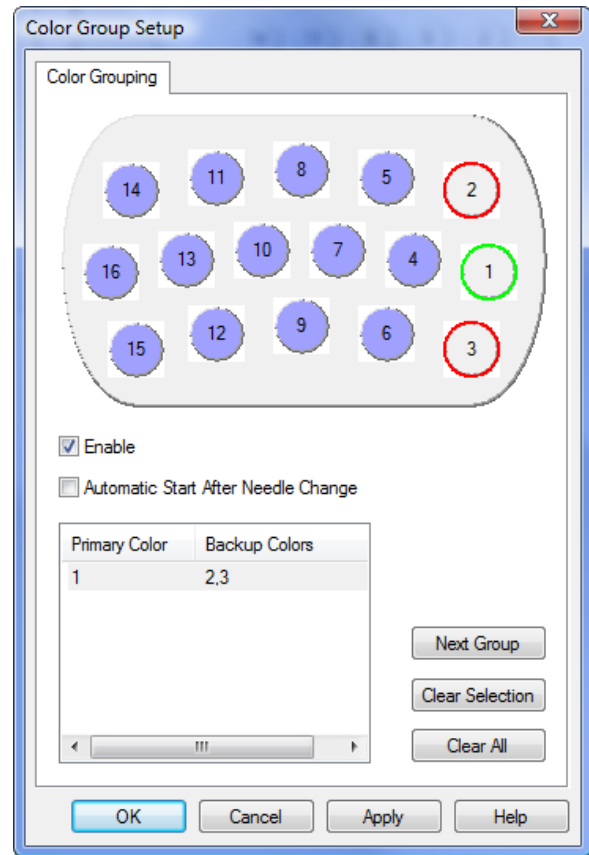 Color Group Setup
Color Grouping
14 11 8 5 2
16 13 10 7 4 1
15 12 9 6 3
Enable
Automatic Start After Needle Change
Primary Color Backup Colors
1 2,3
Next Group
Clear Selection
Clear All
OK Cancel Apply Help